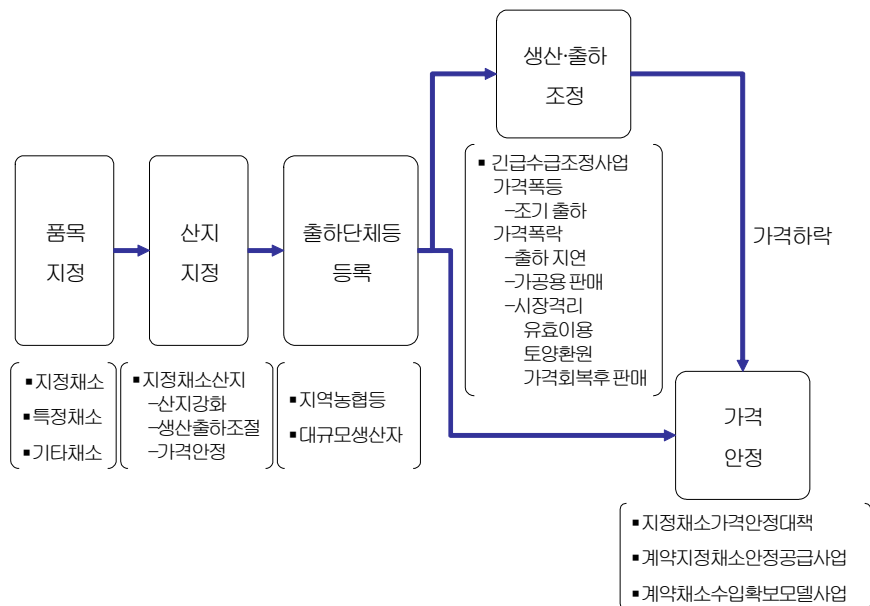 품목
지정
■ 지정채소
■ 특정채소
■ 기타채소
산지
지정
■ 지정채소산지
–산지강화
–생산출하조절
–가격안정
출하단체등
등록
■ 지역농협등
■ 대규모생산자
생산·출하
조정
■ 긴급수급조정사업
가격폭등
–조기 출하
가격폭락
–출하 지연
–가공용 판매
–시장격리
유효이용
토양환원
가격회복후 판매
가격하락
가격
안정
■ 지정채소가격안정대책
■ 계약지정채소안정공급사업
■ 계약채소수입확보모델사업